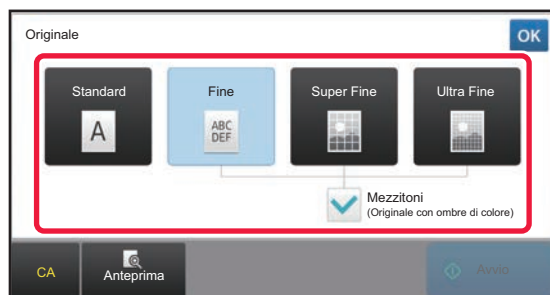 Originale
OK
Standard
Fine
Super Fine
Ultra Fine
A
ABC
DEF
Mezzitoni
(Originale con ombre di colore)
CA
Anteprima
Avvio